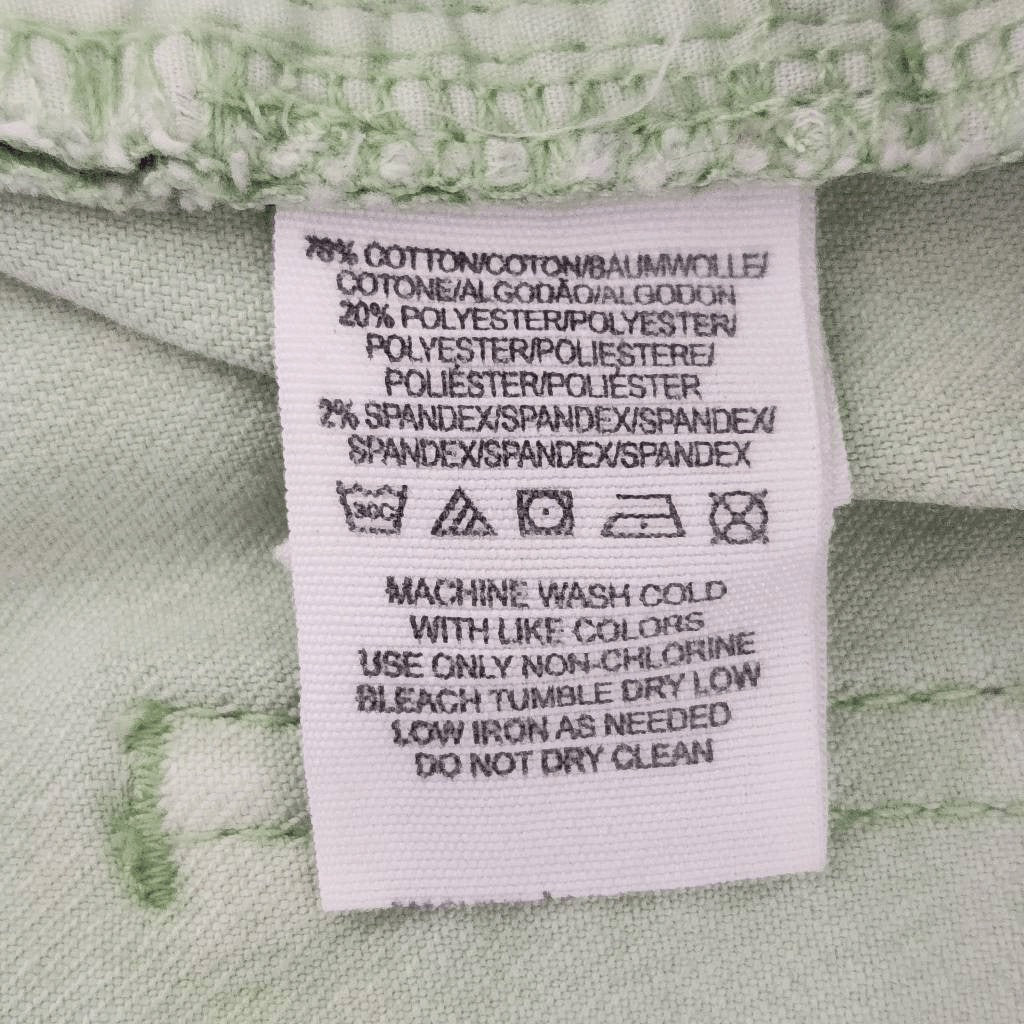 78% COTTON/COTON/BAUMWOLLE/
COTONE/ALGODÃO/ALGODON
20% POLYESTER/POLYESTER/
POLYESTER/POLIESTERE/
POLIÉSTER/POLIÉSTER
2% SPANDEX/SPANDEX/SPANDEX/
SPANDEX/SPANDEX/SPANDEX
30C
MACHINE WASH COLD
WITH LIKE COLORS
USE ONLY NON-CHLORINE
BLEACH TUMBLE DRY LOW
LOW IRON AS NEEDED
DO NOT DRY CLEAN